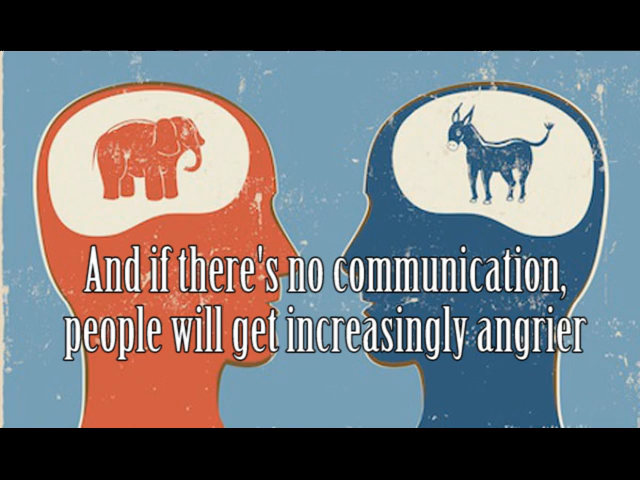 And if there's no communication,
people will get increasingly angrier